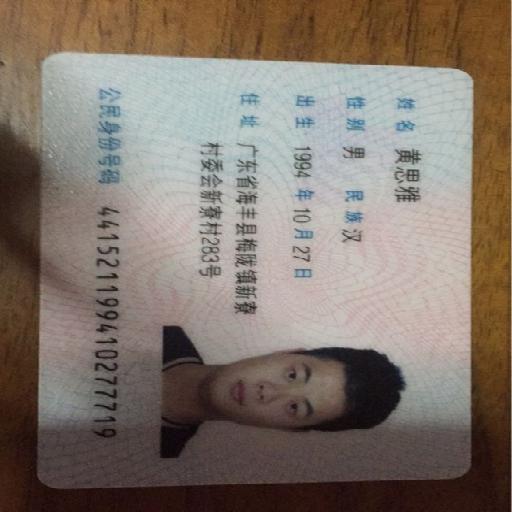 姓名 黄思雅
性别 男 民族 汉
出生 1994 年 10 月 27 日
住址 广东省海丰县梅陇镇新寮
村委会新寮村283号
公民身份号码 441521199410277719